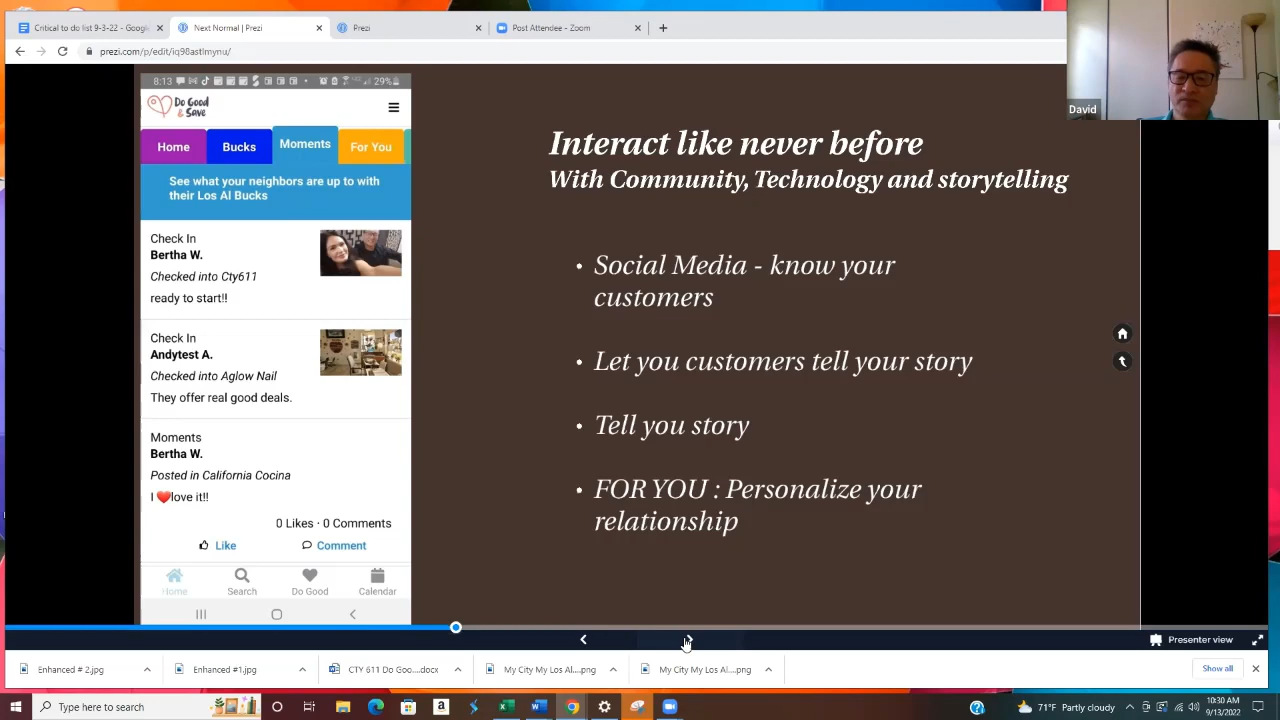 Critical to do list 9-3-22 - Google
Next Normal | Prezi
Prezi
Post Attendee - Zoom
prezi.com/p/edit/iq98astlmynu/
David
8:13
29%
Do Good
& Save
Home
Bucks
Moments
For You
See what your neighbors are up to with
their Los Al Bucks
Check In
Bertha W.
Checked into Cty611
ready to start!!
Check In
Andytest A.
Checked into Aglow Nail
They offer real good deals.
Moments
Bertha W.
Posted in California Cocina
I ❤love it!!
0 Likes · 0 Comments
Like
Comment
Home
Search
Do Good
Calendar
Interact like never before
With Community, Technology and storytelling
• Social Media - know your
customers
• Let you customers tell your story
• Tell you story
• FOR YOU : Personalize your
relationship
Presenter view
Enhanced # 2.jpg
Enhanced #1.jpg
CTY 611 Do Goo....docx
My City My Los Al....png
My City My Los Al....png
Show all
Type here to search
71°F Partly cloudy
10:30 AM
9/13/2022